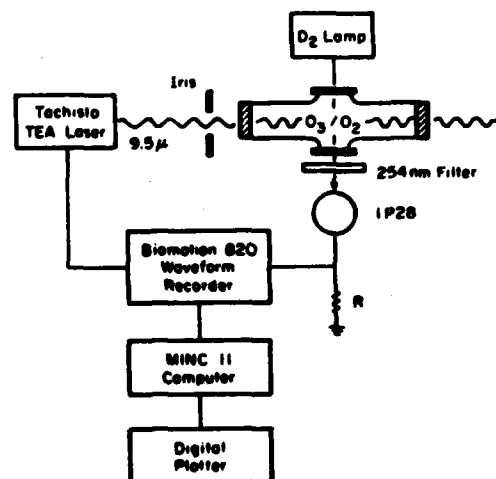 D2 Lamp
Iris
Tachisto
TEA Laser
9.5μ
O3/O2
254nm Filter
1P28
Biomation 820
Waveform
Recorder
R
MINC 11
Computer
Digital
Plotter